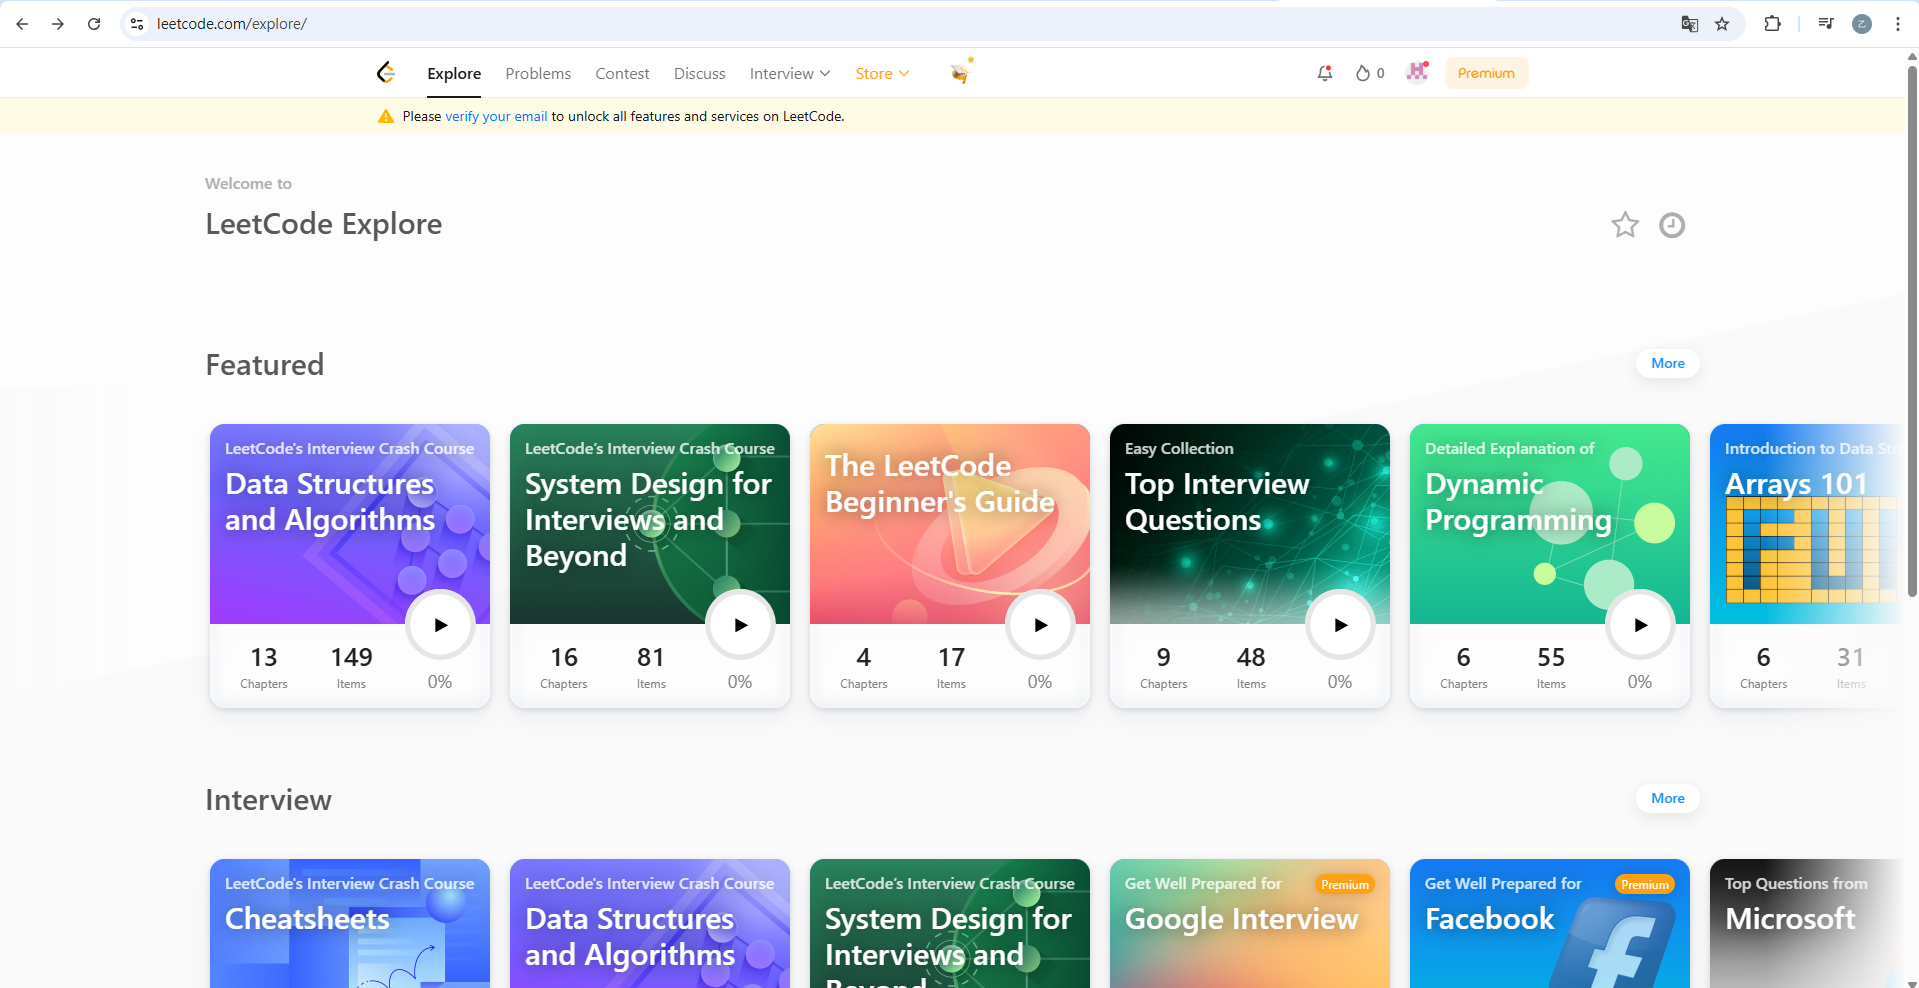 leetcode.com/explore/
Explore Problems Contest Discuss Interview Store 0 Premium
Please verify your email to unlock all features and services on LeetCode.
Welcome to
LeetCode Explore
Featured
More
LeetCode's Interview Crash Course
Data Structures
and Algorithms
13 149
Chapters Items 0%
LeetCode's Interview Crash Course
System Design for
Interviews and
Beyond
16 81
Chapters Items 0%
The LeetCode
Beginner's Guide
4 17
Chapters Items 0%
Easy Collection
Top Interview
Questions
9 48
Chapters Items 0%
Detailed Explanation of
Dynamic
Programming
6 55
Chapters Items 0%
Introduction to Data
Arrays 101
6 31
Chapters Items
Interview
More
LeetCode's Interview Crash Course
Cheatsheets
LeetCode's Interview Crash Course
Data Structures
and Algorithms
LeetCode's Interview Crash Course
System Design for
Interviews and
Beyond
Get Well Prepared for Premium
Google Interview
Get Well Prepared for Premium
Facebook
Top Questions from
Microsoft